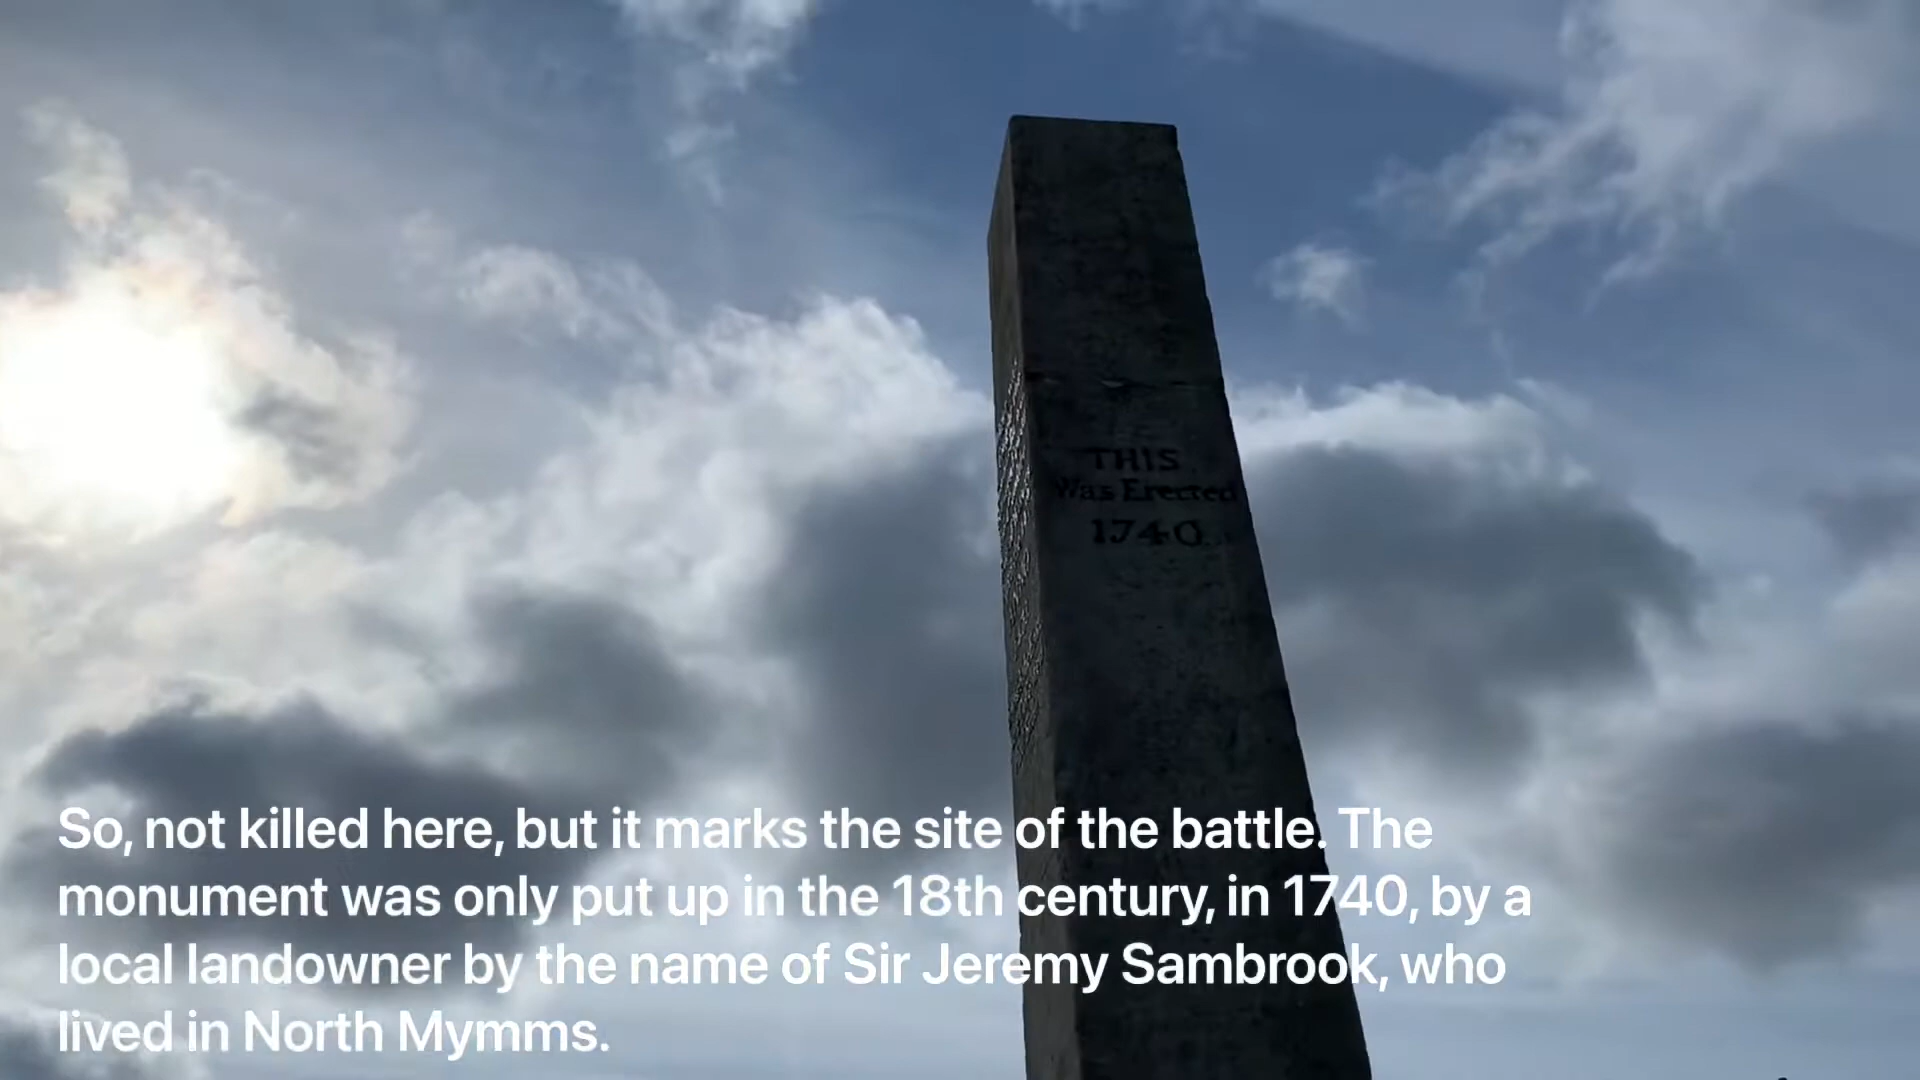 THIS
Was Erected
1740
So, not killed here, but it marks the site of the battle. The
monument was only put up in the 18th century, in 1740, by a
local landowner by the name of Sir Jeremy Sambrook, who
lived in North Mymms.